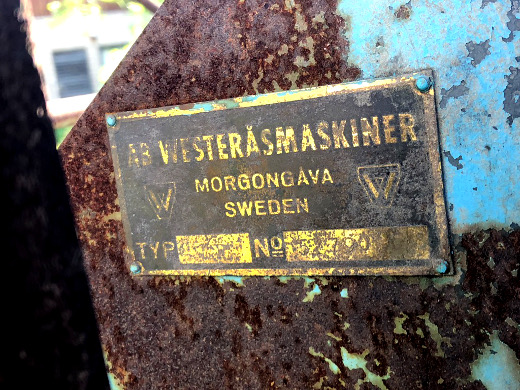 AB WESTERÅSMASKINER
MORGONGÅVA
SWEDEN
W W
TYP Nº